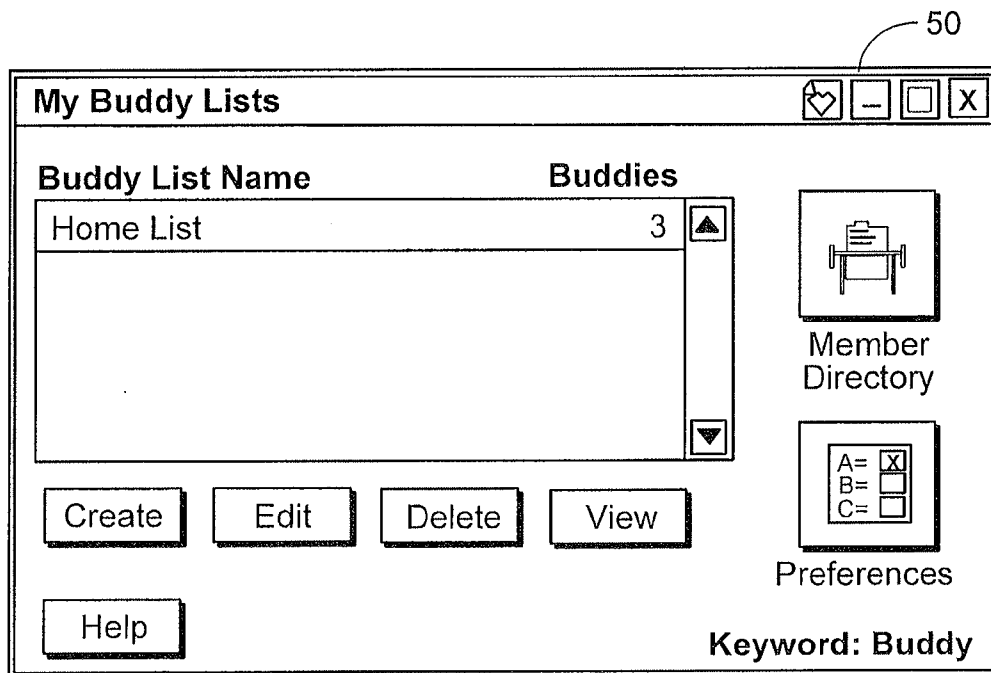 50
My Buddy Lists
X
Buddy List Name Buddies
Home List 3
Member
Directory
A= X
B=
C=
Preferences
Create Edit Delete View
Help
Keyword: Buddy